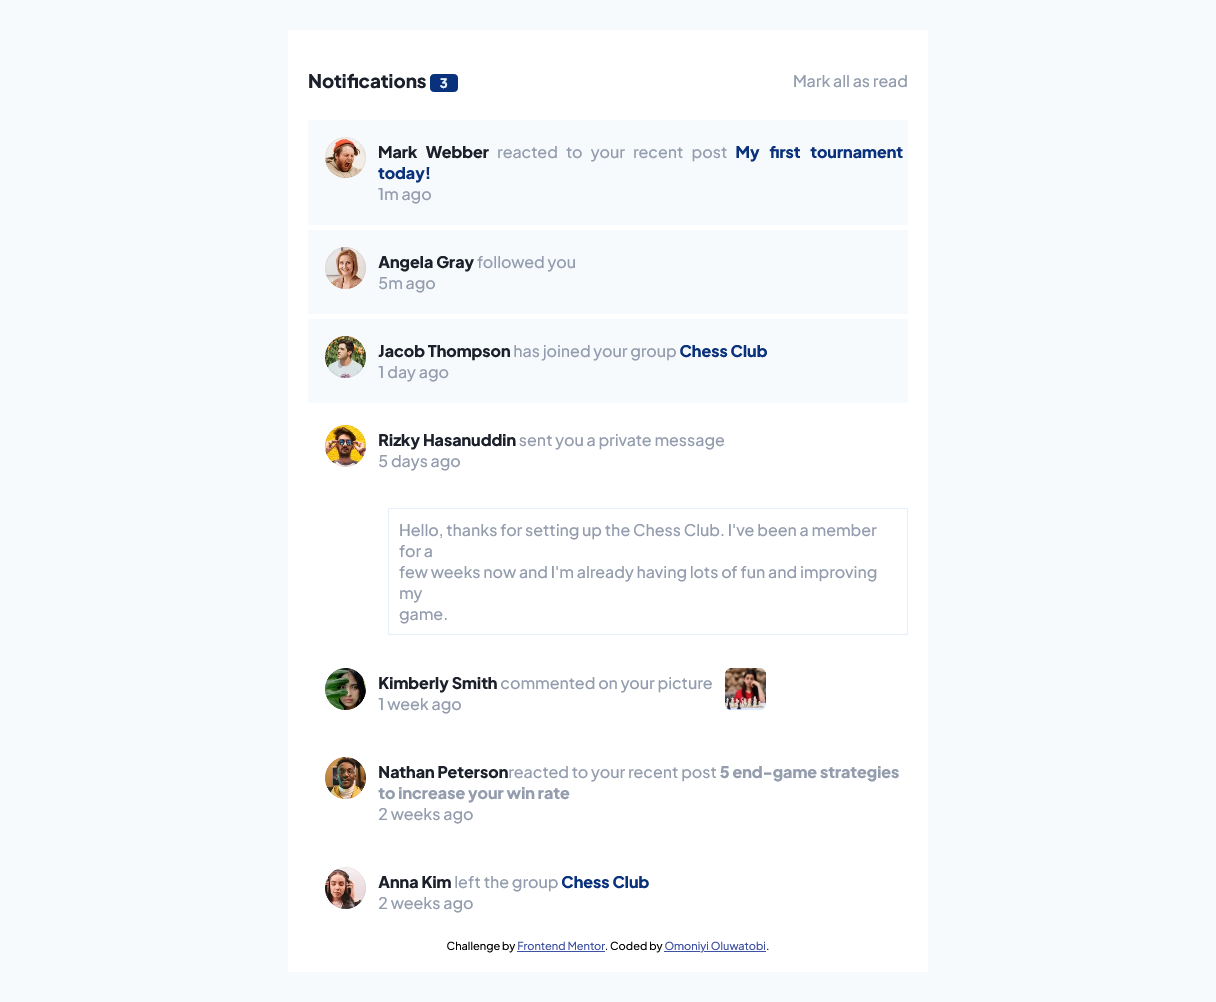 Notifications 3 Mark all as read
Mark Webber reacted to your recent post My first tournament
today!
1m ago
Angela Gray followed you
5m ago
Jacob Thompson has joined your group Chess Club
1 day ago
Rizky Hasanuddin sent you a private message
5 days ago
Hello, thanks for setting up the Chess Club. I've been a member
for a
few weeks now and I'm already having lots of fun and improving
my
game.
Kimberly Smith commented on your picture
1 week ago
Nathan Petersonreacted to your recent post 5 end-game strategies
to increase your win rate
2 weeks ago
Anna Kim left the group Chess Club
2 weeks ago
Challenge by Frontend Mentor. Coded by Omoniyi Oluwatobi.